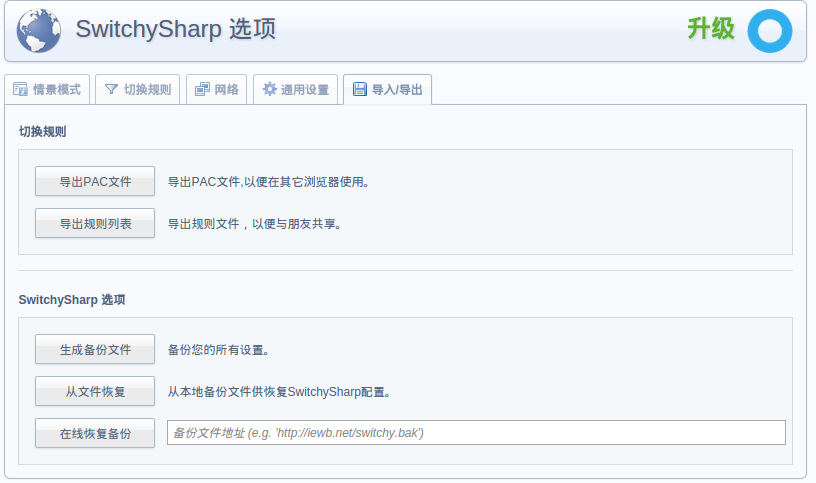 SwitchySharp 选项
升级
情景模式 切换规则 网络 通用设置 导入/导出
切换规则
导出PAC文件 导出PAC文件,以便在其它浏览器使用。
导出规则列表 导出规则文件，以便与朋友共享。
SwitchySharp 选项
生成备份文件 备份您的所有设置。
从文件恢复 从本地备份文件供恢复SwitchySharp配置。
在线恢复备份 备份文件地址 (e.g. 'http://iewb.net/switchy.bak')